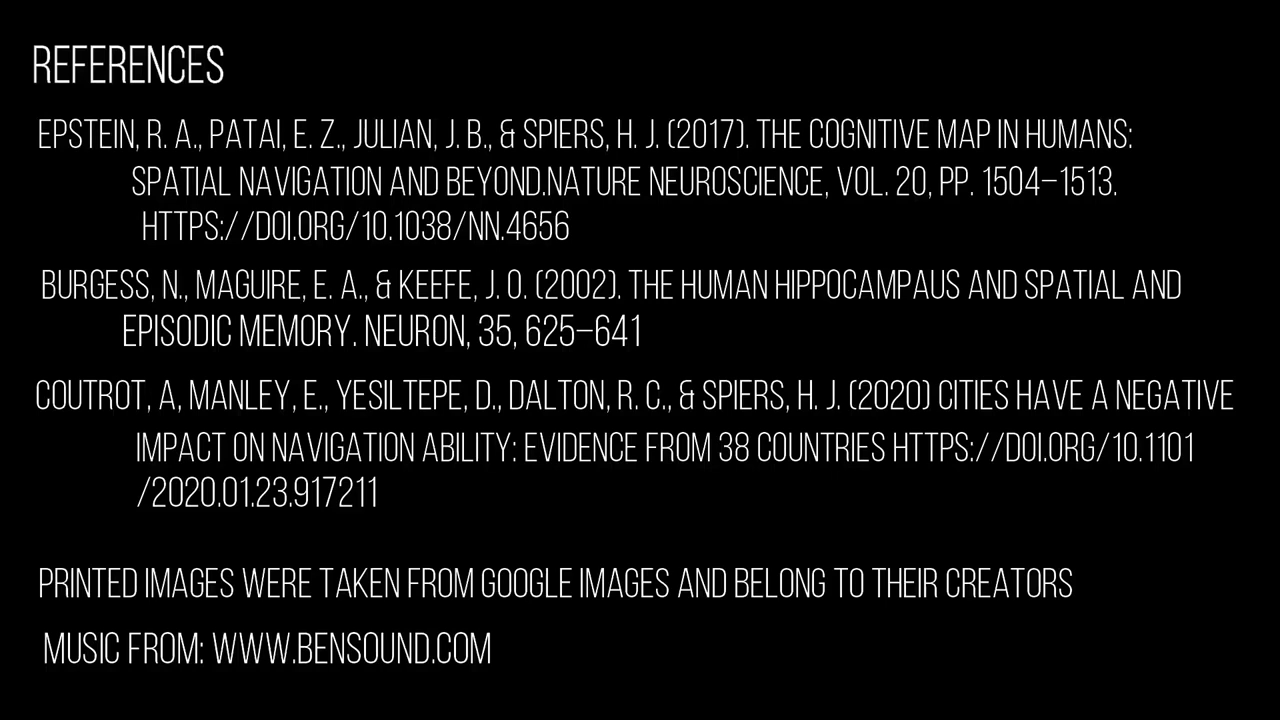 REFERENCES
EPSTEIN, R. A., PATAI, E. Z., JULIAN, J. B., & SPIERS, H. J. (2017). THE COGNITIVE MAP IN HUMANS:
SPATIAL NAVIGATION AND BEYOND.NATURE NEUROSCIENCE, VOL. 20, PP. 1504–1513.
HTTPS://DOI.ORG/10.1038/NN.4656
BURGESS, N., MAGUIRE, E. A., & KEEFE, J. O. (2002). THE HUMAN HIPPOCAMPAUS AND SPATIAL AND
EPISODIC MEMORY. NEURON, 35, 625–641
COUTROT, A, MANLEY, E., YESILTEPE, D., DALTON, R. C., & SPIERS, H. J. (2020) CITIES HAVE A NEGATIVE
IMPACT ON NAVIGATION ABILITY: EVIDENCE FROM 38 COUNTRIES HTTPS://DOI.ORG/10.1101
/2020.01.23.917211
PRINTED IMAGES WERE TAKEN FROM GOOGLE IMAGES AND BELONG TO THEIR CREATORS
MUSIC FROM: WWW.BENSOUND.COM